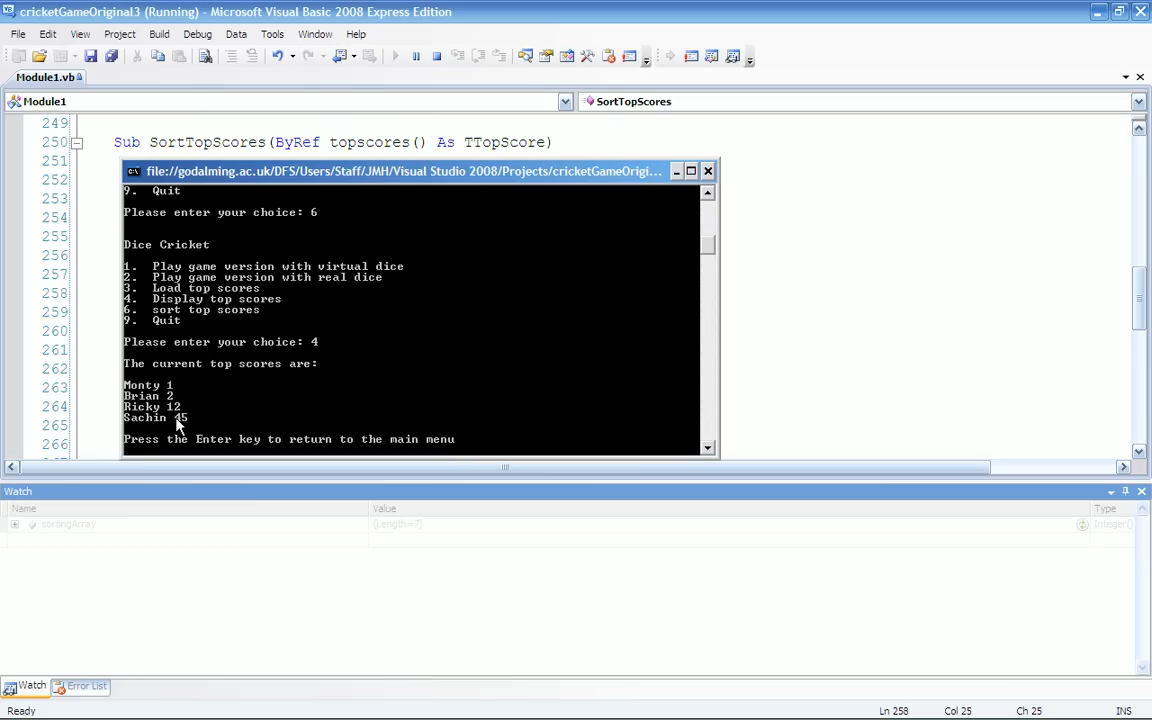 cricketGameOriginal3 (Running) - Microsoft Visual Basic 2008 Express Edition
File Edit View Project Build Debug Data Tools Window Help
Module1.vb
Module1
SortTopScores
249
250 Sub SortTopScores(ByRef topscores() As TTopScore)
251
252
253
254
255
256
257
258
259
260
261
262
263
264
265
266
file://godalming.ac.uk/DFS/Users/Staff/JMH/Visual Studio 2008/Projects/cricketGameOrigi...
9. Quit
Please enter your choice: 6
Dice Cricket
1. Play game version with virtual dice
2. Play game version with real dice
3. Load top scores
4. Display top scores
6. sort top scores
9. Quit
Please enter your choice: 4
The current top scores are:
Monty 1
Brian 2
Ricky 12
Sachin 45
Press the Enter key to return to the main menu
Watch
Name Value Type
sortingArray {Length=7} Integer()
Watch Error List
Ready Ln 258 Col 25 Ch 25 INS